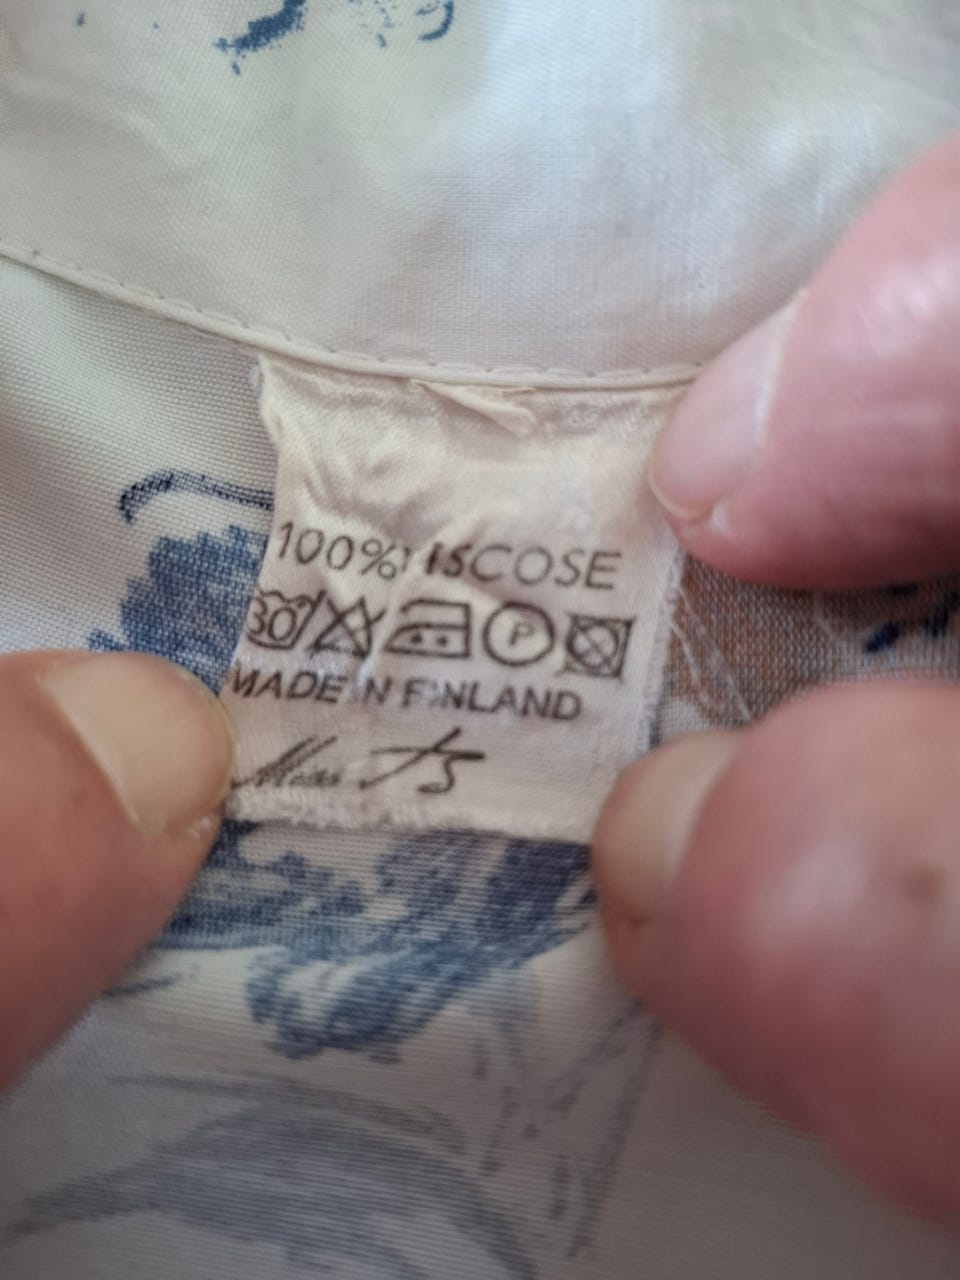 100% VISCOSE
30 P
MADE IN FINLAND